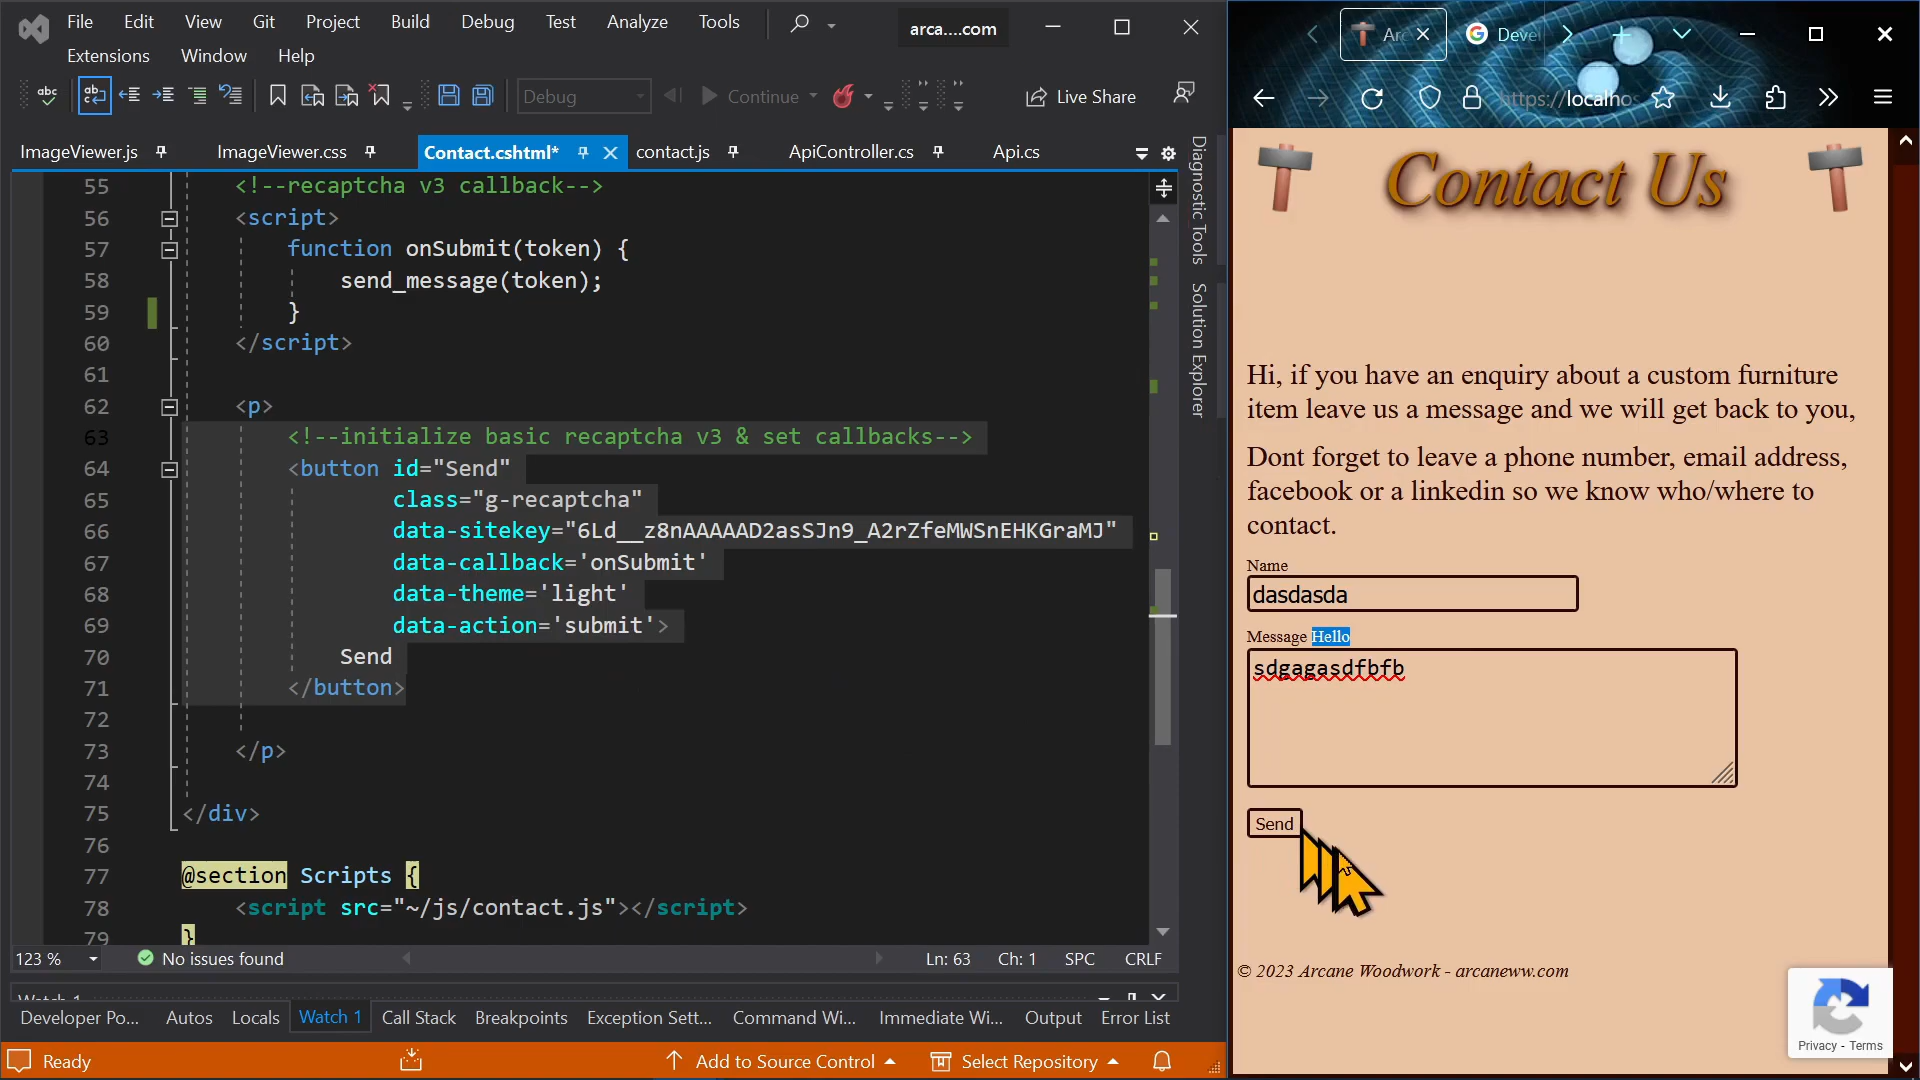 File Edit View Git Project Build Debug Test Analyze Tools
arca....com
Extensions Window Help
Debug Continue Live Share
ImageViewer.js ImageViewer.css Contact.cshtml* contact.js ApiController.cs Api.cs
55 <!--recaptcha v3 callback-->
56 <script>
57 function onSubmit(token) {
58 send_message(token);
59 }
60 </script>
61
62 <p>
63 <!--initialize basic recaptcha v3 & set callbacks-->
64 <button id="Send"
65 class="g-recaptcha"
66 data-sitekey="6Ld__z8nAAAAAD2asSJn9_A2rZfeMWSnEHKGraMJ"
67 data-callback='onSubmit'
68 data-theme='light'
69 data-action='submit'>
70 Send
71 </button>
72
73 </p>
74
75 </div>
76
77 @section Scripts {
78 <script src="~/js/contact.js"></script>
79 }
Diagnostic Tools
Solution Explorer
123 % No issues found Ln: 63 Ch: 1 SPC CRLF
Watch 1
Developer Po... Autos Locals Watch 1 Call Stack Breakpoints Exception Sett... Command Wi... Immediate Wi... Output Error List
Ready Add to Source Control Select Repository
Arc Devel
https://localho
Contact Us
Hi, if you have an enquiry about a custom furniture
item leave us a message and we will get back to you,
Dont forget to leave a phone number, email address,
facebook or a linkedin so we know who/where to
contact.
Name
dasdasda
Message Hello
sdgagasdfbfb
Send
© 2023 Arcane Woodwork - arcaneww.com
Privacy - Terms